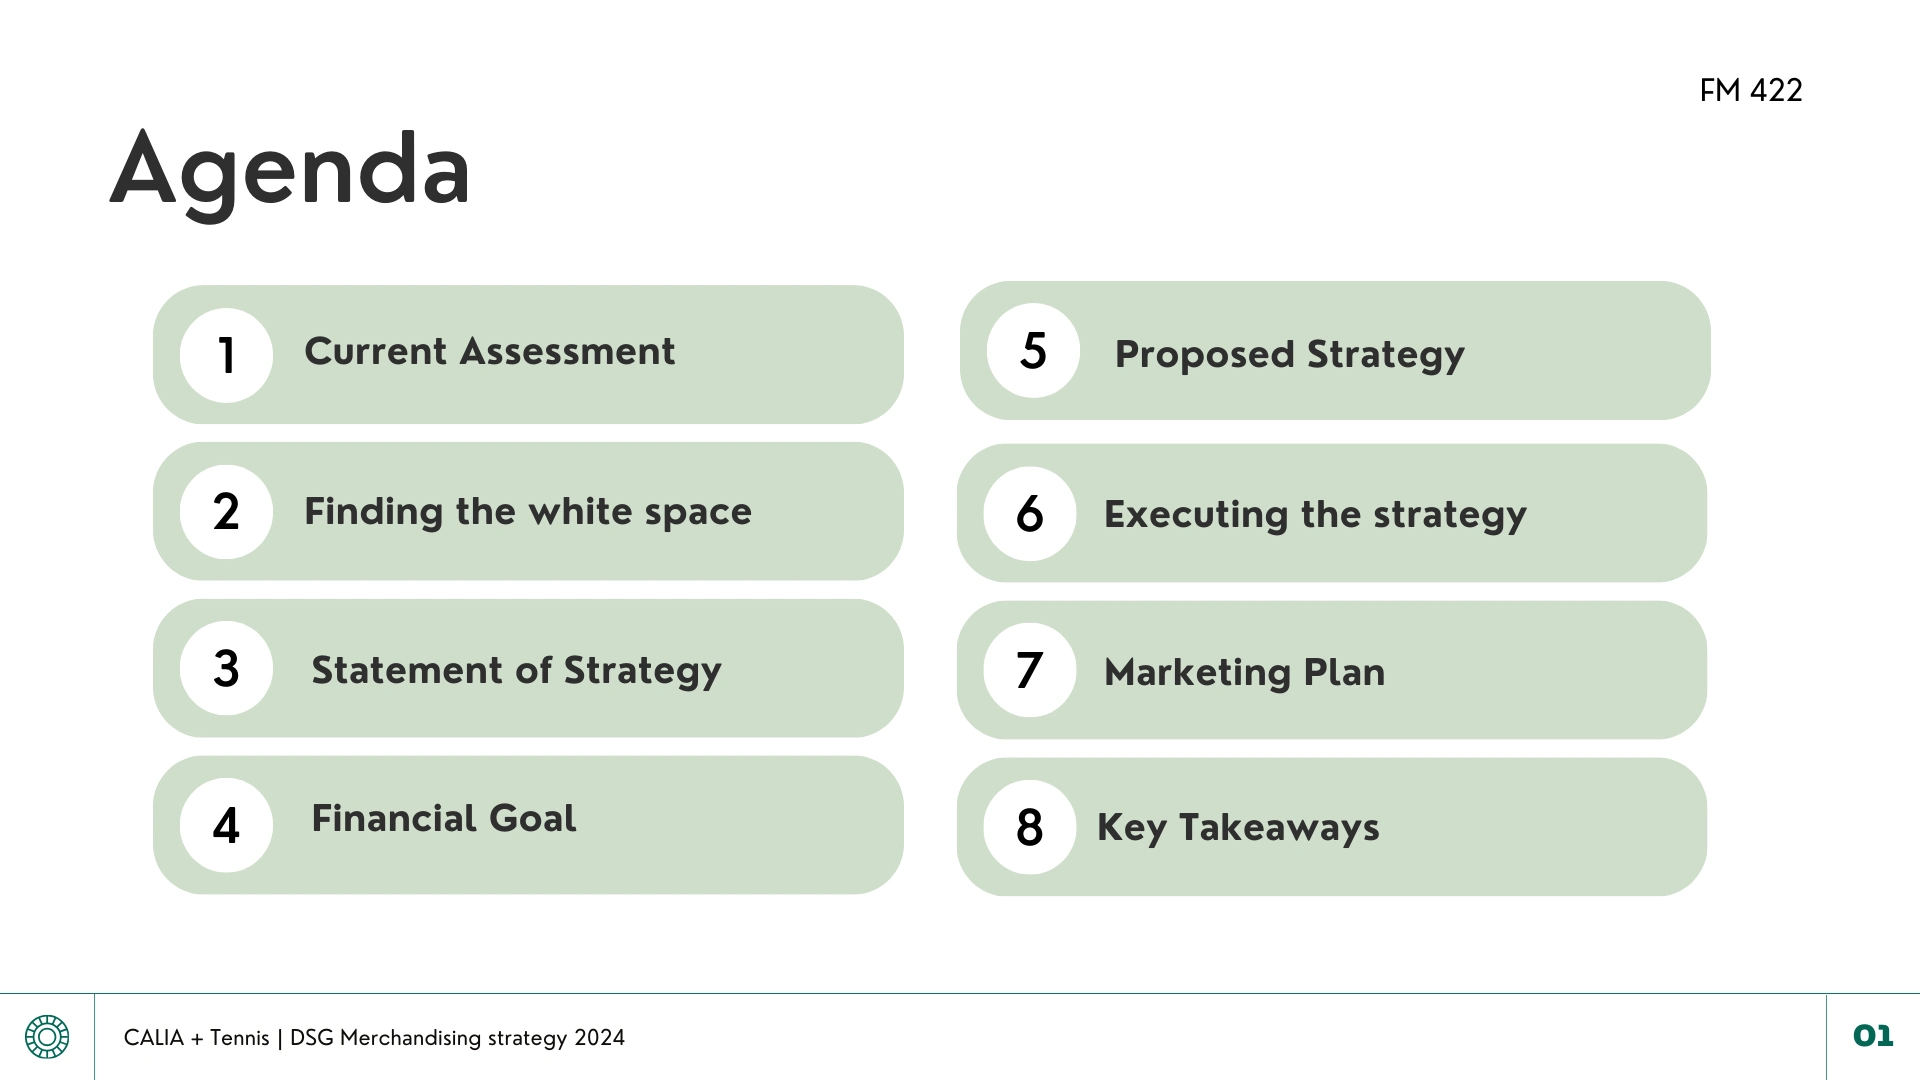 FM 422
Agenda
1 Current Assessment
2 Finding the white space
3 Statement of Strategy
4 Financial Goal
5 Proposed Strategy
6 Executing the strategy
7 Marketing Plan
8 Key Takeaways
CALIA + Tennis | DSG Merchandising strategy 2024
01